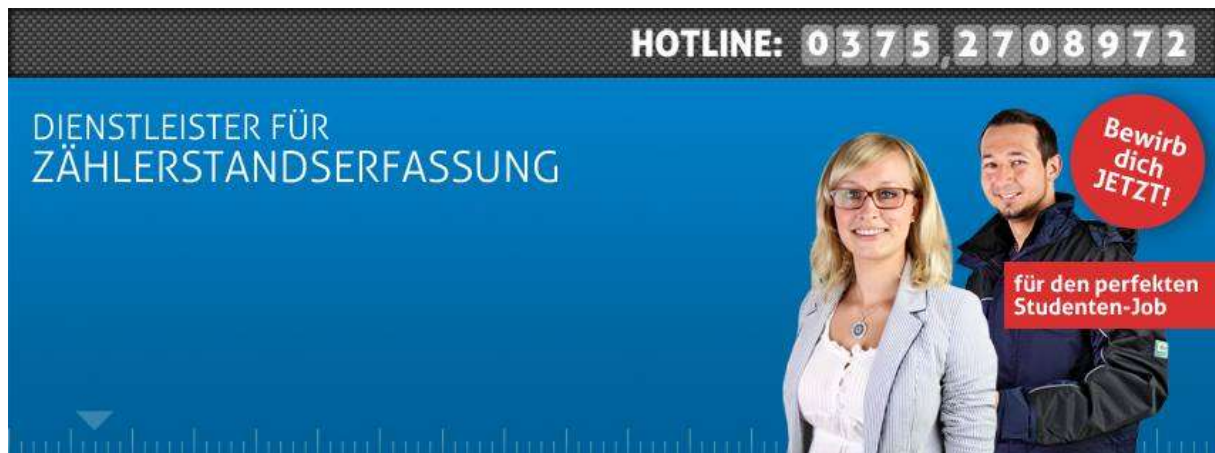 HOTLINE: 0375,2708972
DIENSTLEISTER FÜR
ZÄHLERSTANDSERFASSUNG
Bewirb
dich
JETZT!
für den perfekten
Studenten-Job